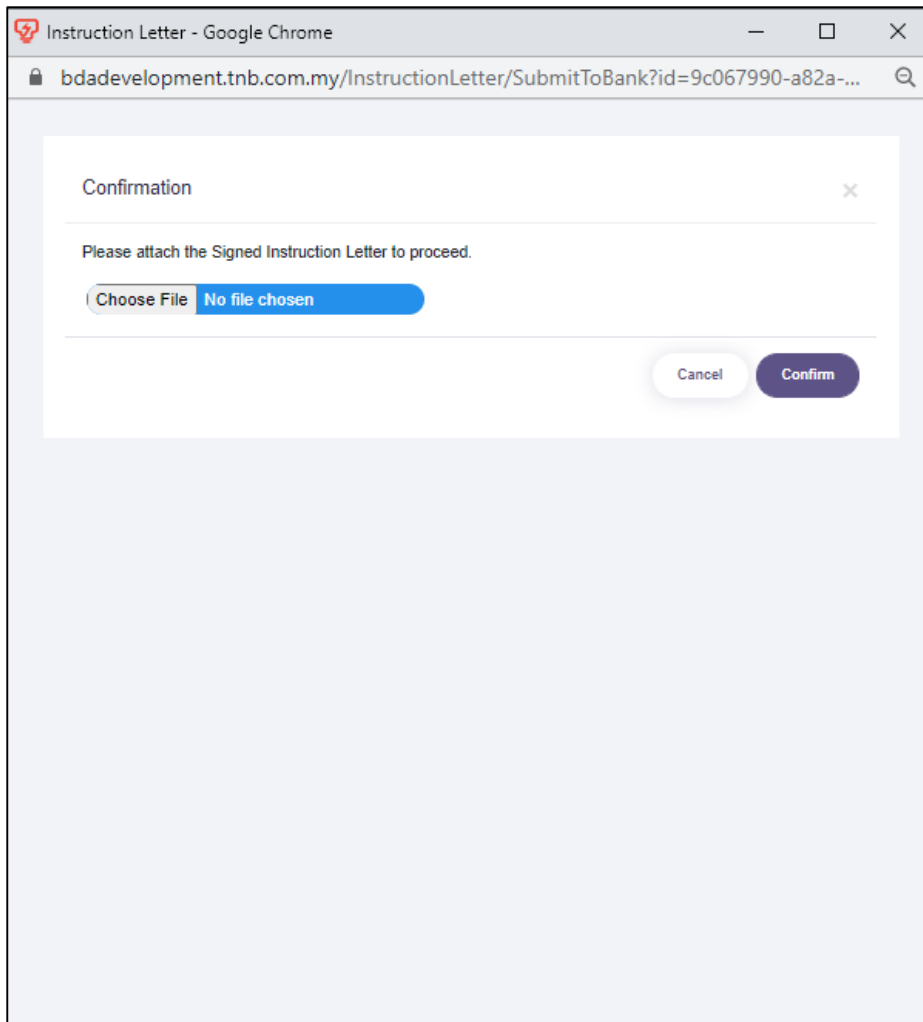 Instruction Letter - Google Chrome
bdadevelopment.tnb.com.my/InstructionLetter/SubmitToBank?id=9c067990-a82a-...
Confirmation
Please attach the Signed Instruction Letter to proceed.
Choose File No file chosen
Cancel Confirm